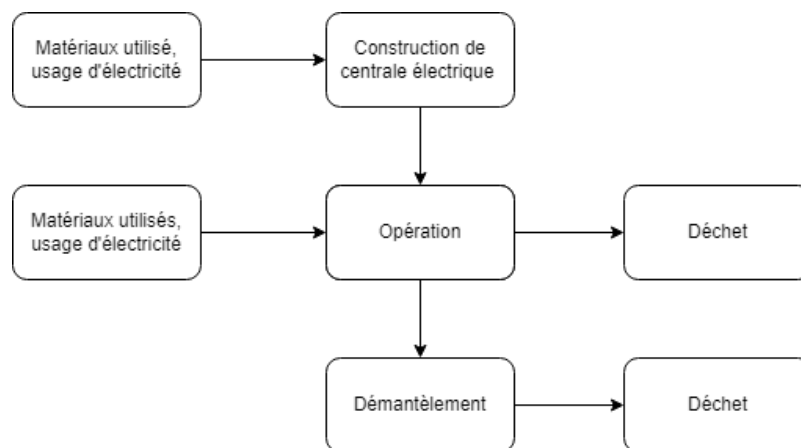 Matériaux utilisé,
usage d'électricité
Construction de
centrale électrique
Matériaux utilisés,
usage d'électricité
Opération
Déchet
Démantèlement
Déchet